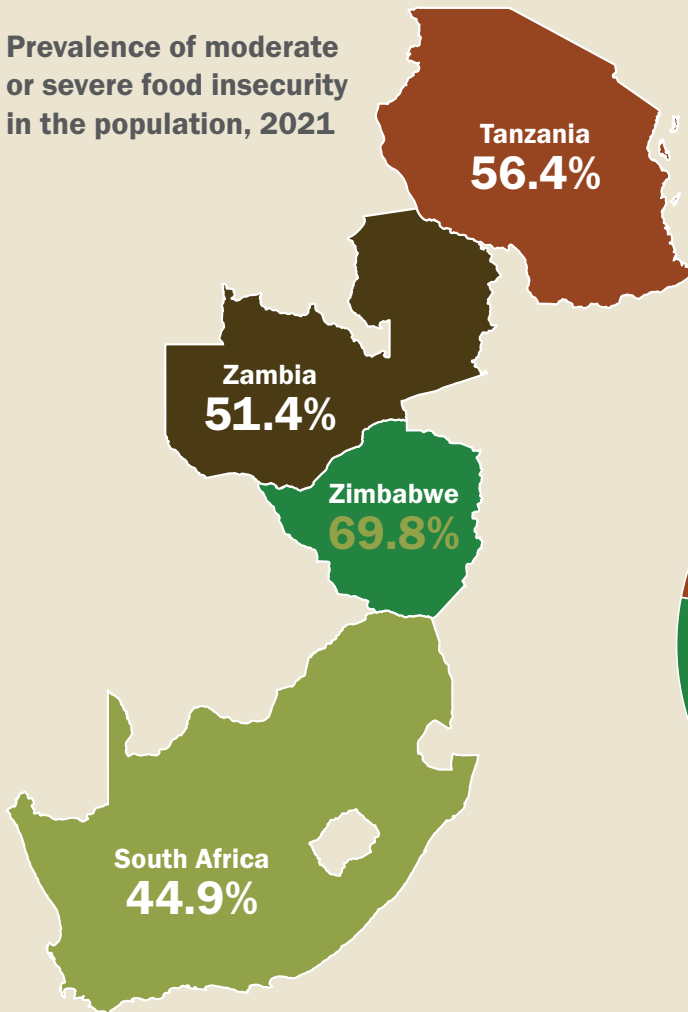 Prevalence of moderate
or severe food insecurity
in the population, 2021
Tanzania
56.4%
Zambia
51.4%
Zimbabwe
69.8%
South Africa
44.9%